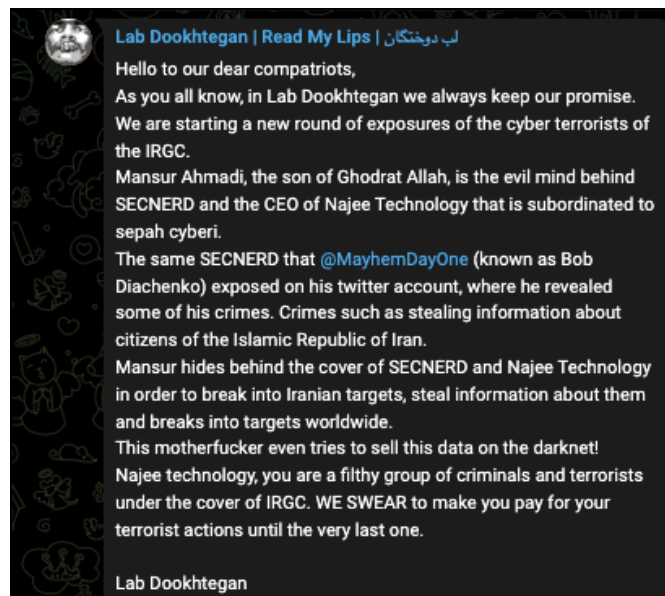 Lab Dookhtegan | Read My Lips | لب دوختگان
Hello to our dear compatriots,
As you all know, in Lab Dookhtegan we always keep our promise.
We are starting a new round of exposures of the cyber terrorists of
the IRGC.
Mansur Ahmadi, the son of Ghodrat Allah, is the evil mind behind
SECNERD and the CEO of Najee Technology that is subordinated to
sepah cyberi.
The same SECNERD that @MayhemDayOne (known as Bob
Diachenko) exposed on his twitter account, where he revealed
some of his crimes. Crimes such as stealing information about
citizens of the Islamic Republic of Iran.
Mansur hides behind the cover of SECNERD and Najee Technology
in order to break into Iranian targets, steal information about them
and breaks into targets worldwide.
This motherfucker even tries to sell this data on the darknet!
Najee technology, you are a filthy group of criminals and terrorists
under the cover of IRGC. WE SWEAR to make you pay for your
terrorist actions until the very last one.
Lab Dookhtegan